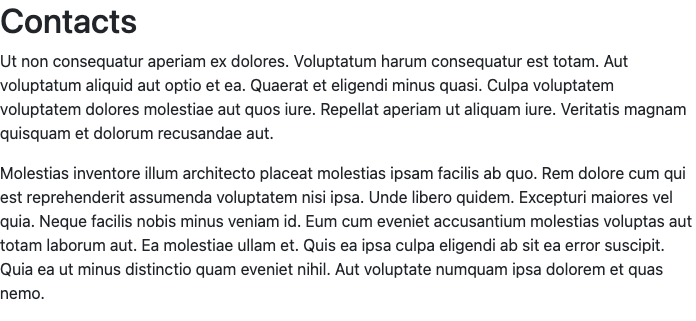 Contacts
Ut non consequatur aperiam ex dolores. Voluptatum harum consequatur est totam. Aut
voluptatum aliquid aut optio et ea. Quaerat et eligendi minus quasi. Culpa voluptatem
voluptatem dolores molestiae aut quos iure. Repellat aperiam ut aliquam iure. Veritatis magnam
quisquam et dolorum recusandae aut.
Molestias inventore illum architecto placeat molestias ipsam facilis ab quo. Rem dolore cum qui
est reprehenderit assumenda voluptatem nisi ipsa. Unde libero quidem. Excepturi maiores vel
quia. Neque facilis nobis minus veniam id. Eum cum eveniet accusantium molestias voluptas aut
totam laborum aut. Ea molestiae ullam et. Quis ea ipsa culpa eligendi ab sit ea error suscipit.
Quia ea ut minus distinctio quam eveniet nihil. Aut voluptate numquam ipsa dolorem et quas
nemo.